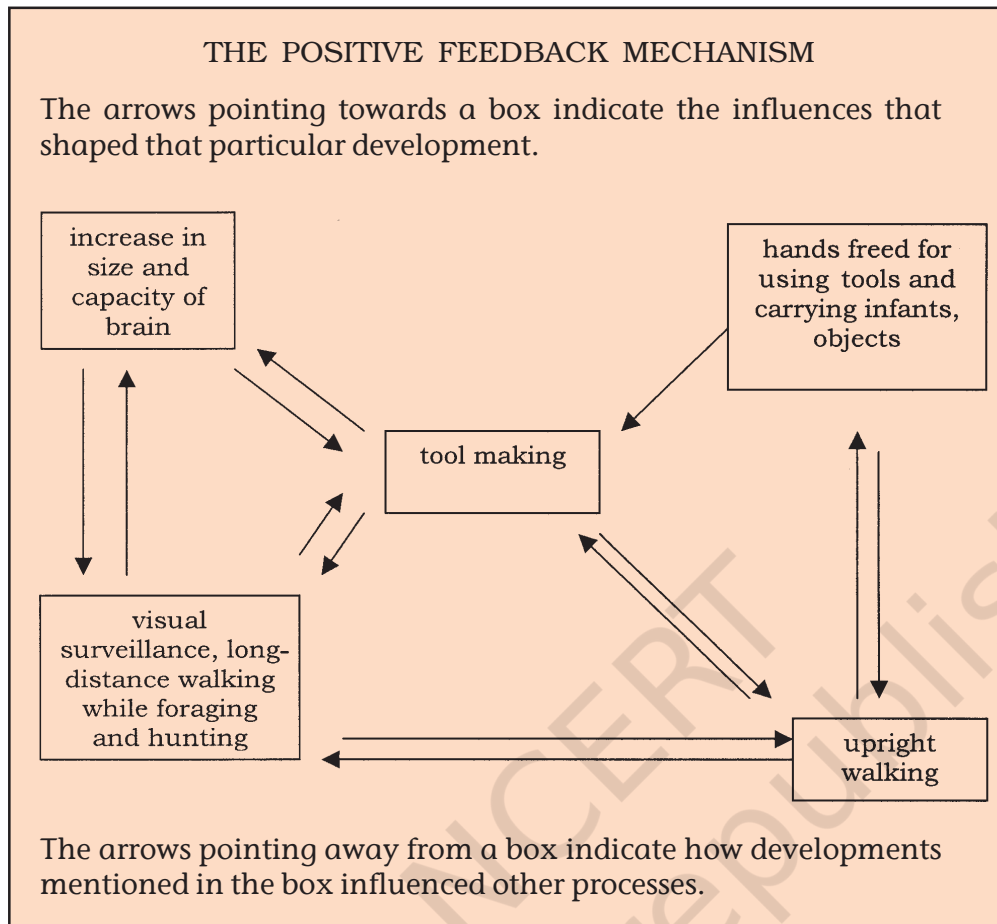 THE POSITIVE FEEDBACK MECHANISM
The arrows pointing towards a box indicate the influences that
shaped that particular development.
increase in
size and
capacity of
brain
hands freed for
using tools and
carrying infants,
objects
tool making
visual
surveillance, long-
distance walking
while foraging
and hunting
upright
walking
The arrows pointing away from a box indicate how developments
mentioned in the box influenced other processes.
NCERT
republis